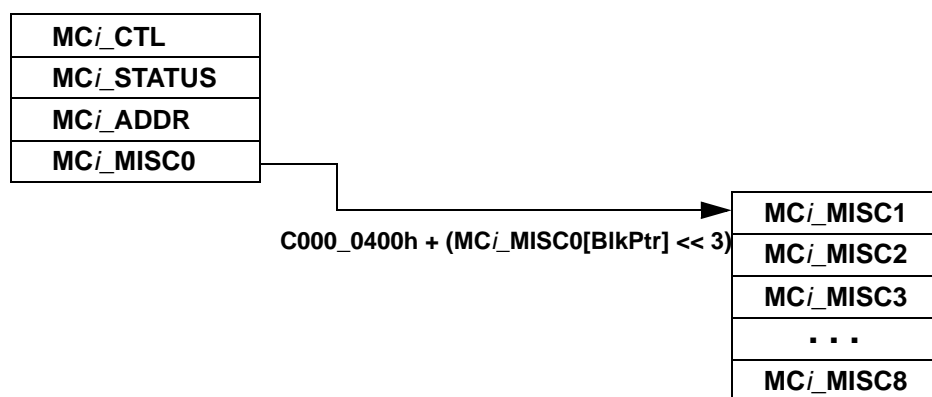 MCi_CTL
MCi_STATUS
MCi_ADDR
MCi_MISC0
C000_0400h + (MCi_MISC0[BlkPtr] << 3)
MCi_MISC1
MCi_MISC2
MCi_MISC3
. . .
MCi_MISC8